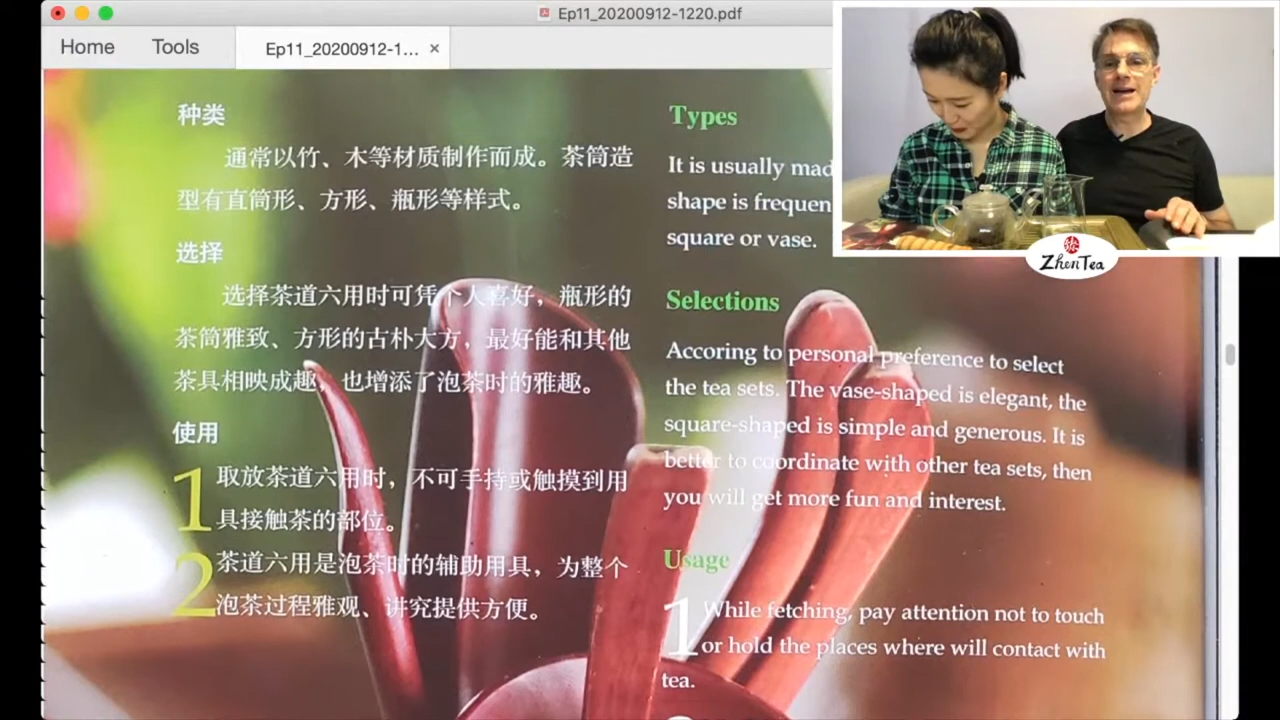 Ep11_20200912-1220.pdf
Home
Tools
Ep11_20200912-1... ×
种类
通常以竹、木等材质制作而成。茶筒造
型有直筒形、方形、瓶形等样式。
选择
选择茶道六用时可凭个人喜好，瓶形的
茶筒雅致、方形的古朴大方，最好能和其他
茶具相映成趣，也增添了泡茶时的雅趣。
使用
1 取放茶道六用时，不可手持或触摸到用
具接触茶的部位。
2 茶道六用是泡茶时的辅助用具，为整个
泡茶过程雅观、讲究提供方便。
Types
It is usually mad
shape is frequen
square or vase.
Selections
Accoring to personal preference to select
the tea sets. The vase-shaped is elegant, the
square-shaped is simple and generous. It is
better to coordinate with other tea sets, then
you will get more fun and interest.
Usage
1 While fetching, pay attention not to touch
or hold the places where will contact with
tea.
ZhenTea